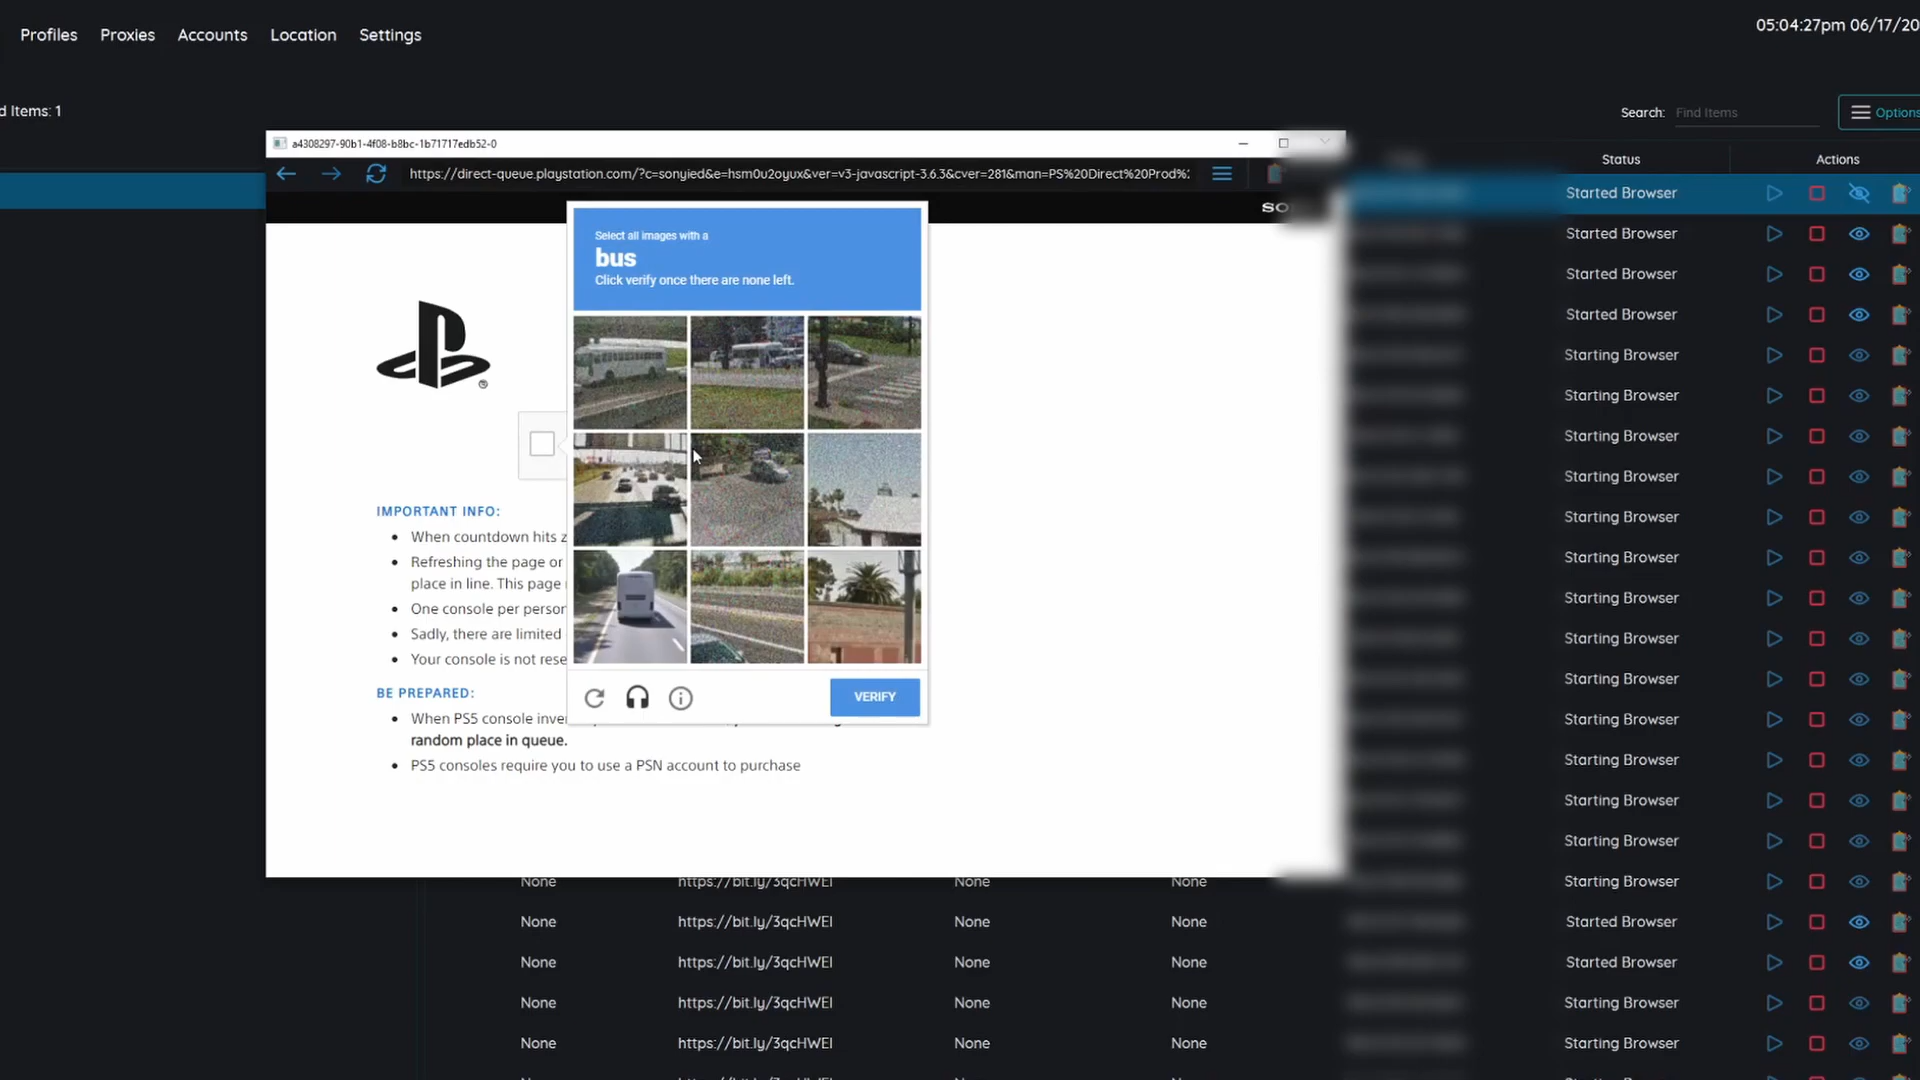 Profiles Proxies Accounts Location Settings
05:04:27pm 06/17/20
d Items: 1
Search: Find Items Options
a4308297-90b1-4f08-b8bc-1b71717edb52-0
https://direct-queue.playstation.com/?c=sonyied&e=hsm0u2oyux&ver=v3-javascript-3.6.3&cver=281&man=PS%20Direct%20Prod%:
SO
Status Actions
Started Browser
Started Browser
Started Browser
Started Browser
Starting Browser
Starting Browser
Starting Browser
Starting Browser
Starting Browser
Starting Browser
Starting Browser
Starting Browser
Starting Browser
Starting Browser
Starting Browser
Starting Browser
Starting Browser
Select all images with a
bus
Click verify once there are none left.
VERIFY
IMPORTANT INFO:
When countdown hits z
Refreshing the page or
place in line. This page
One console per person
Sadly, there are limited
Your console is not rese
BE PREPARED:
When PS5 console inve
random place in queue.
PS5 consoles require you to use a PSN account to purchase
None https://bit.ly/3qcHWEI None None Starting Browser
None https://bit.ly/3qcHWEI None None Started Browser
None https://bit.ly/3qcHWEI None None Started Browser
None https://bit.ly/3qcHWEI None None Starting Browser
None https://bit.ly/3qcHWEI None None Starting Browser